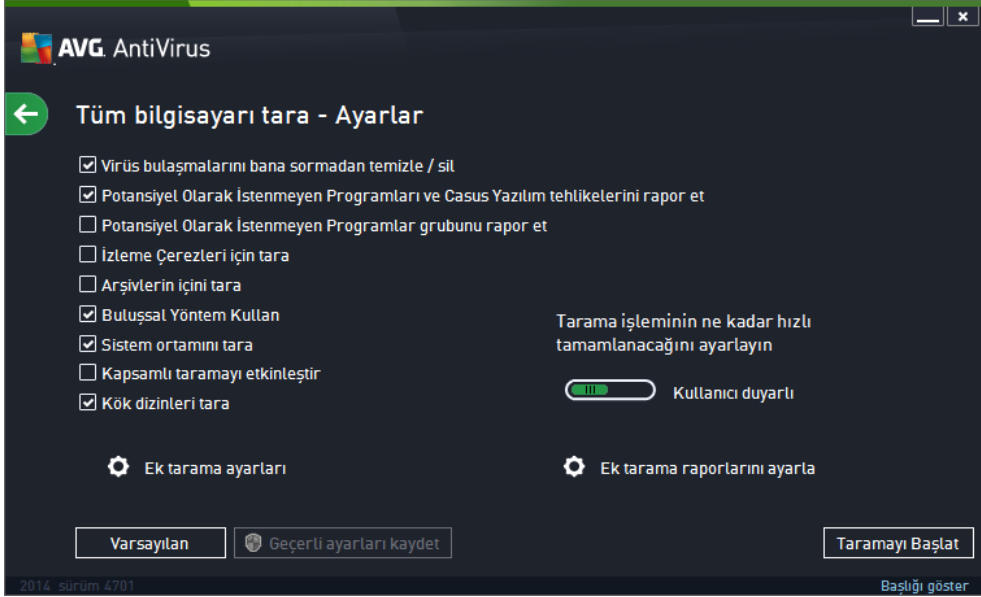 AVG. AntiVirus
Tüm bilgisayarı tara - Ayarlar
Virüs bulaşmalarını bana sormadan temizle / sil
Potansiyel Olarak İstenmeyen Programları ve Casus Yazılım tehlikelerini rapor et
Potansiyel Olarak İstenmeyen Programlar grubunu rapor et
İzleme Çerezleri için tara
Arşivlerin içini tara
Buluşsal Yöntem Kullan
Sistem ortamını tara
Kapsamlı taramayı etkinleştir
Kök dizinleri tara
Tarama işleminin ne kadar hızlı
tamamlanacağını ayarlayın
Kullanıcı duyarlı
Ek tarama ayarları
Ek tarama raporlarını ayarla
Varsayılan
Geçerli ayarları kaydet
Taramayı Başlat
2014 sürüm 4701
Başlığı göster